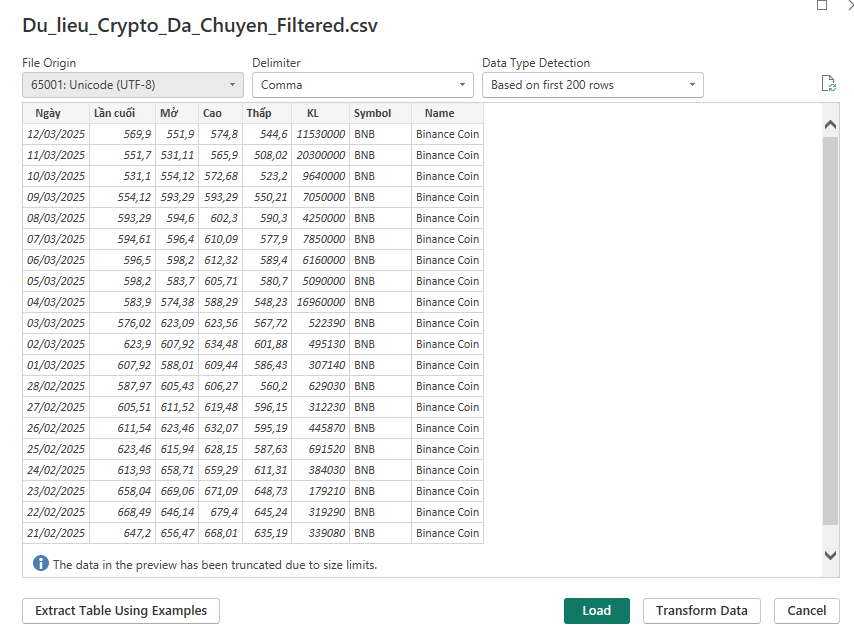 Du_lieu_Crypto_Da_Chuyen_Filtered.csv
File Origin Delimiter Data Type Detection
65001: Unicode (UTF-8) Comma Based on first 200 rows
Ngày Lần cuối Mở Cao Thấp KL Symbol Name
12/03/2025 569,9 551,9 574,8 544,6 11530000 BNB Binance Coin
11/03/2025 551,7 531,11 565,9 508,02 20300000 BNB Binance Coin
10/03/2025 531,1 554,12 572,68 523,2 9640000 BNB Binance Coin
09/03/2025 554,12 593,29 593,29 550,21 7050000 BNB Binance Coin
08/03/2025 593,29 594,6 602,3 590,3 4250000 BNB Binance Coin
07/03/2025 594,61 596,4 610,09 577,9 7850000 BNB Binance Coin
06/03/2025 596,5 598,2 612,32 589,4 6160000 BNB Binance Coin
05/03/2025 598,2 583,7 605,71 580,7 5090000 BNB Binance Coin
04/03/2025 583,9 574,38 588,29 548,23 16960000 BNB Binance Coin
03/03/2025 576,02 623,09 623,56 567,72 522390 BNB Binance Coin
02/03/2025 623,9 607,92 634,48 601,88 495130 BNB Binance Coin
01/03/2025 607,92 588,01 609,44 586,43 307140 BNB Binance Coin
28/02/2025 587,97 605,43 606,27 560,2 629030 BNB Binance Coin
27/02/2025 605,51 611,52 619,48 596,15 312230 BNB Binance Coin
26/02/2025 611,54 623,46 632,07 595,19 445870 BNB Binance Coin
25/02/2025 623,46 615,94 628,15 587,63 691520 BNB Binance Coin
24/02/2025 613,93 658,71 659,29 611,31 384030 BNB Binance Coin
23/02/2025 658,04 669,06 671,09 648,73 179210 BNB Binance Coin
22/02/2025 668,49 646,14 679,4 645,24 319290 BNB Binance Coin
21/02/2025 647,2 656,47 668,01 635,19 339080 BNB Binance Coin
The data in the preview has been truncated due to size limits.
Extract Table Using Examples Load Transform Data Cancel